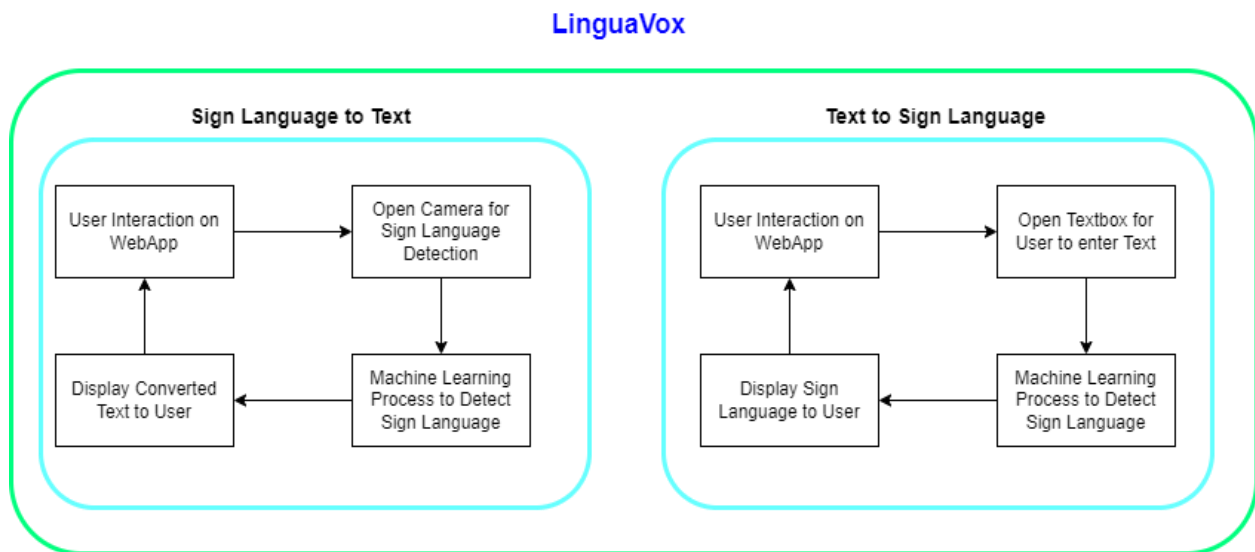 LinguaVox
Sign Language to Text
User Interaction on
WebApp
Open Camera for
Sign Language
Detection
Display Converted
Text to User
Machine Learning
Process to Detect
Sign Language
Text to Sign Language
User Interaction on
WebApp
Open Textbox for
User to enter Text
Display Sign
Language to User
Machine Learning
Process to Detect
Sign Language